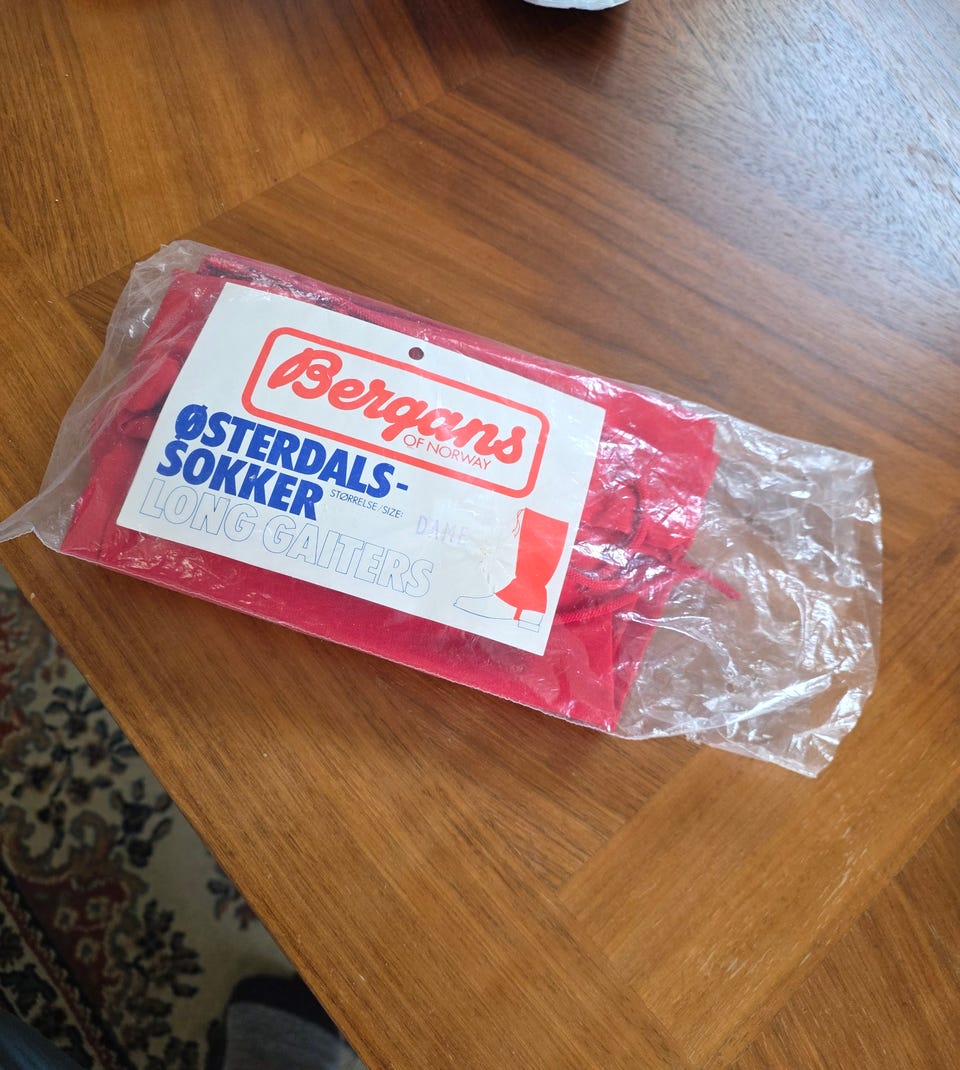 Bergans
OF NORWAY
ØSTERDALS-
SOKKER STØRRELSE/SIZE: DAME
LONG GAITERS